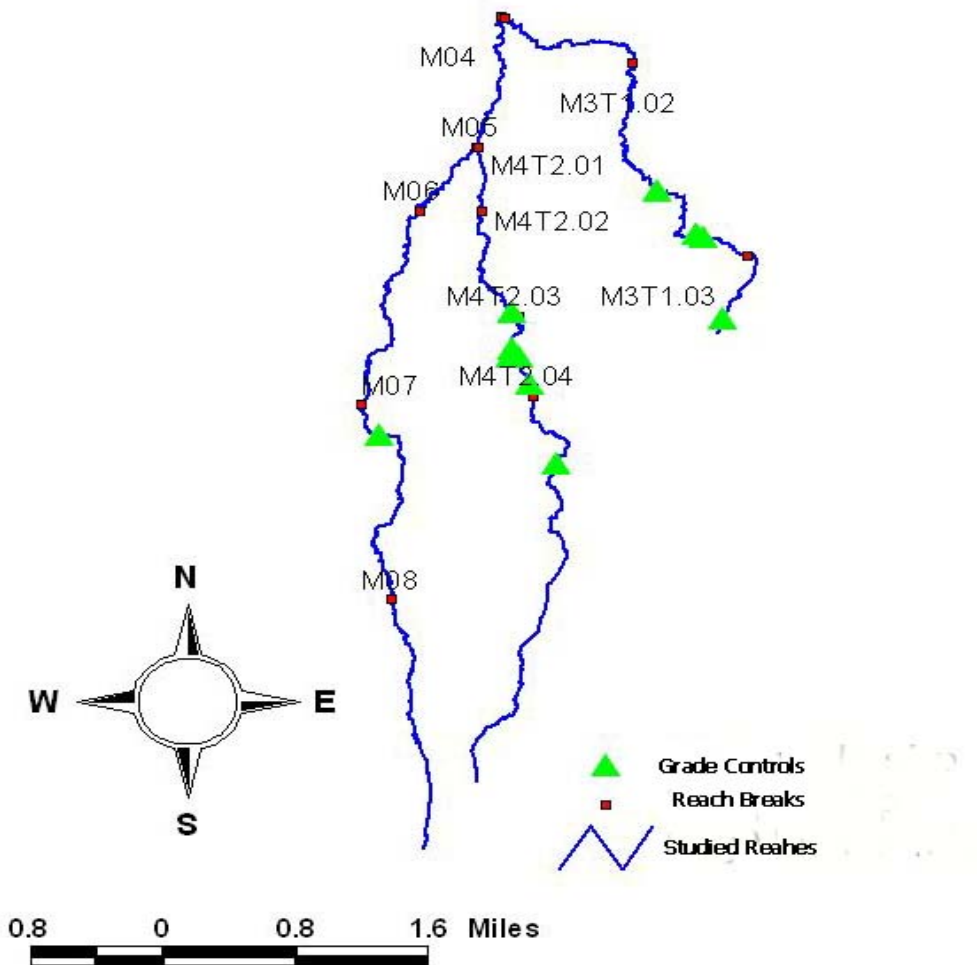 M04
M3T1.02
M05
M4T2.01
M06
M4T2.02
M4T2.03
M3T1.03
M4T2.04
M07
M08
N
W
E
S
Grade Controls
Reach Breaks
Studied Reahes
0.8 0 0.8 1.6 Miles